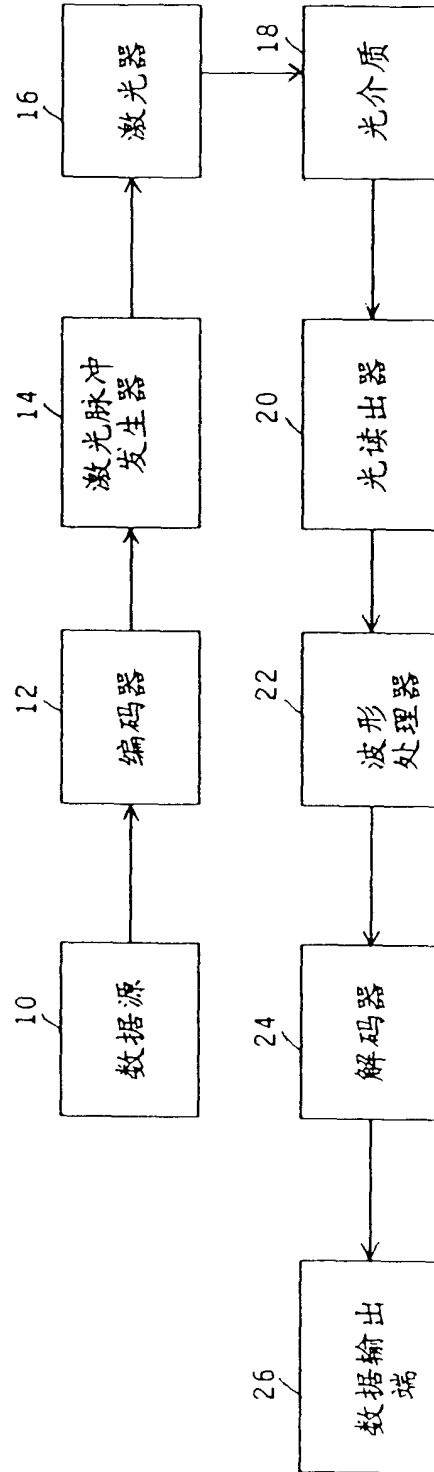 10
数据源
12
编码器
14
激光脉冲
发生器
16
激光器
18
光介质
20
光读出器
22
波形
处理器
24
解码器
26
数据输出
端